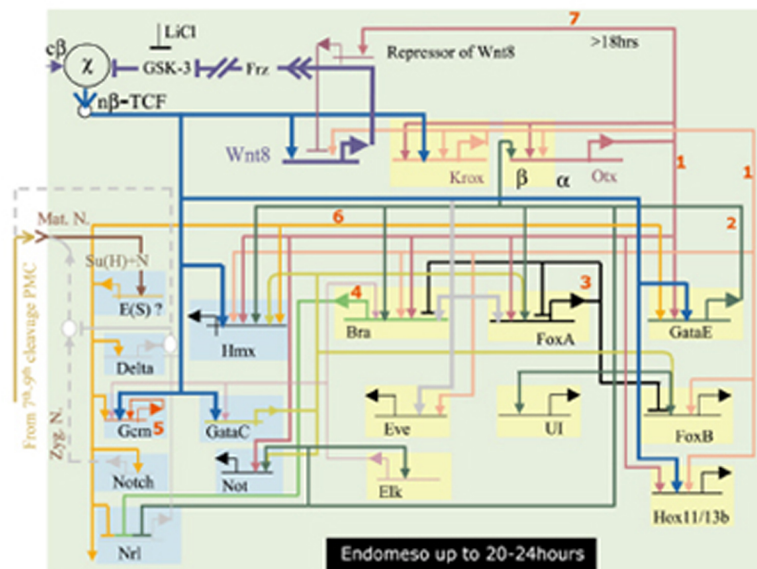 7
LiCl
cβ
χ
GSK-3
Frz
Repressor of Wnt8
>18hrs
nβ-TCF
Wnt8
Krox
β
α
Otx
1
1
Mat. N.
6
2
Su(H)+N
E(S) ?
4
3
Hmx
Bra
FoxA
GataE
Delta
From 7th-9th cleavage PMC
Zyg. N.
Gcm
5
GataC
Eve
UI
FoxB
Notch
Not
Elk
Hox11/13b
Nrl
Endomeso up to 20-24hours